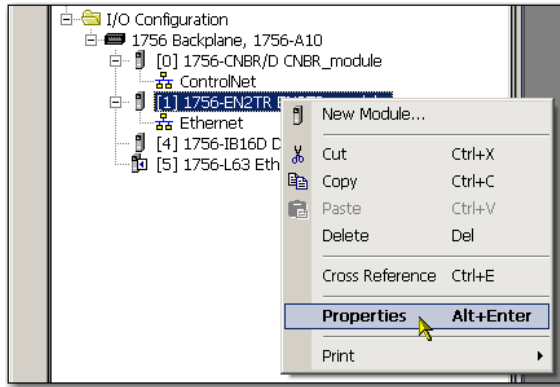 I/O Configuration
1756 Backplane, 1756-A10
[0] 1756-CNBR/D CNBR_module
ControlNet
[1] 1756-EN2TR
Ethernet
[4] 1756-IB16D D
[5] 1756-L63 Eth
New Module...
Cut Ctrl+X
Copy Ctrl+C
Paste Ctrl+V
Delete Del
Cross Reference Ctrl+E
Properties Alt+Enter
Print